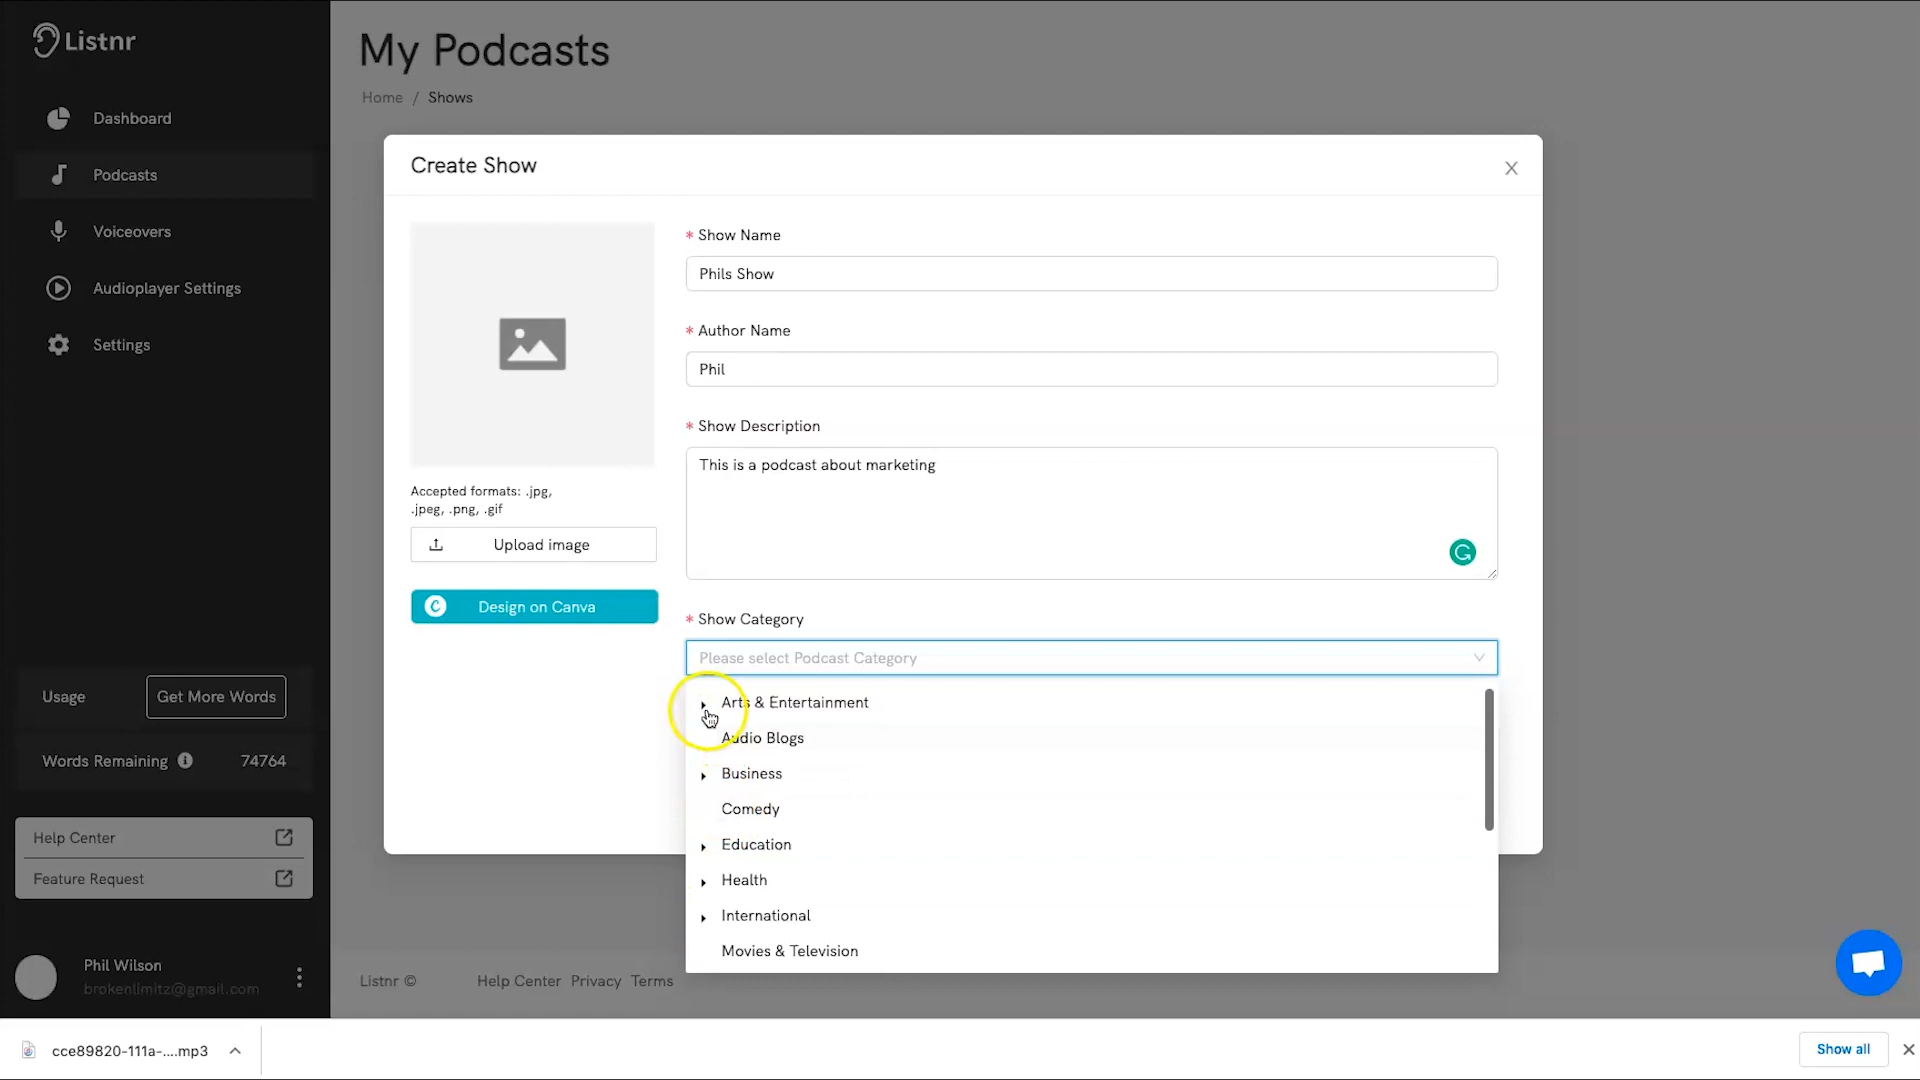 Listnr
Dashboard
Podcasts
Voiceovers
Audioplayer Settings
Settings
Usage
Get More Words
Words Remaining
74764
Help Center
Feature Request
Phil Wilson
brokenlimitz@gmail.com
My Podcasts
Home / Shows
Create Show
Accepted formats: .jpg,
.jpeg, .png, .gif
Upload image
Design on Canva
* Show Name
Phils Show
* Author Name
Phil
* Show Description
This is a podcast about marketing
* Show Category
Please select Podcast Category
Arts & Entertainment
Audio Blogs
Business
Comedy
Education
Health
International
Movies & Television
Listnr © Help Center Privacy Terms
cce89820-111a-....mp3
Show all